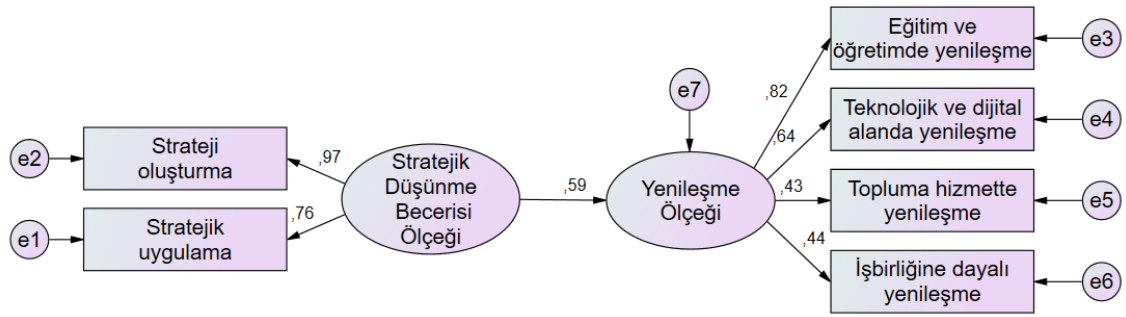 e2
Strateji
oluşturma
,97
e1
Stratejik
uygulama
,76
Stratejik
Düşünme
Becerisi
Ölçeği
,59
e7
Yenileşme
Ölçeği
,82
Eğitim ve
öğretimde yenileşme
e3
,64
Teknolojik ve dijital
alanda yenileşme
e4
,43
Topluma hizmette
yenileşme
e5
,44
İşbirliğine dayalı
yenileşme
e6